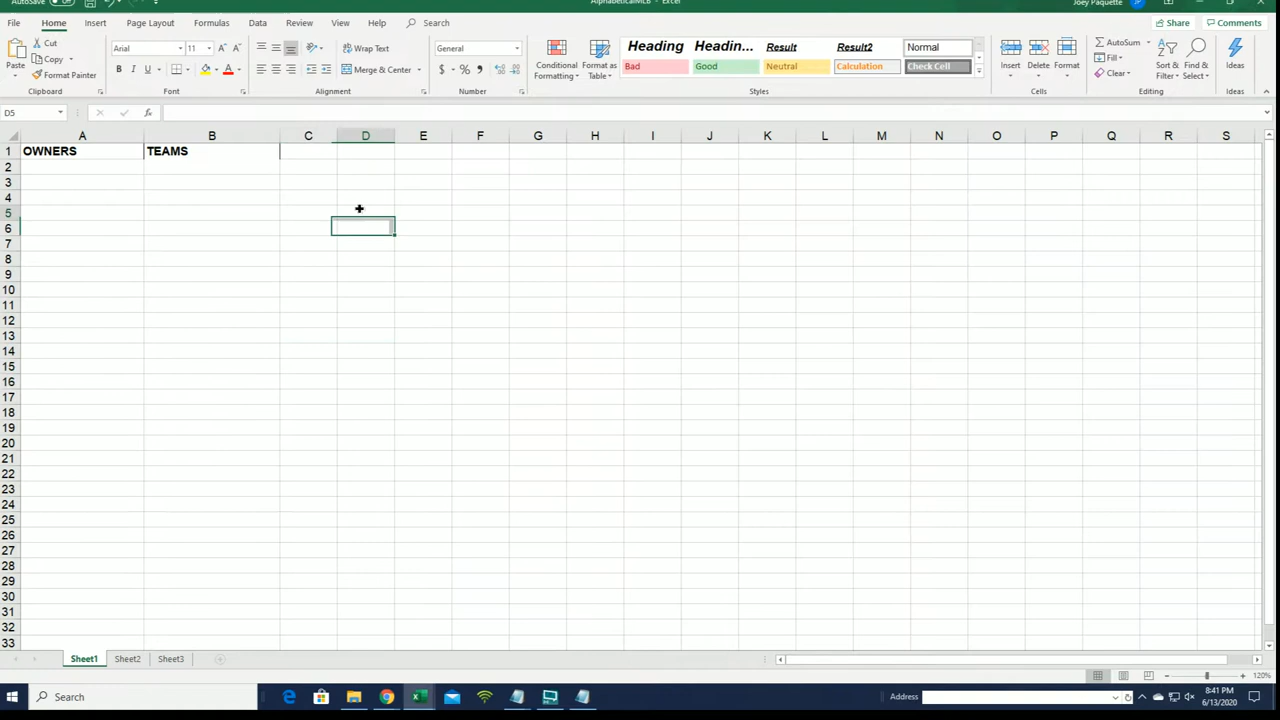 AutoSave Off AlphabeticalMLB - Excel Joey Paquette JP
File Home Insert Page Layout Formulas Data Review View Help Search Share Comments
Paste Cut Copy Format Painter Clipboard
Arial 11 B I U A Font
Wrap Text Merge & Center Alignment
General $ % , Number
Conditional Formatting Format as Table
Heading Headin... Result Result2 Normal
Bad Good Neutral Calculation Check Cell
Styles
Insert Delete Format Cells
AutoSum Fill Clear Sort & Filter Find & Select Editing
Ideas Ideas
D5 fx
A B C D E F G H I J K L M N O P Q R S
1 OWNERS TEAMS
2
3
4
5
6
7
8
9
10
11
12
13
14
15
16
17
18
19
20
21
22
23
24
25
26
27
28
29
30
31
32
33
Sheet1 Sheet2 Sheet3
120%
Search Address 8:41 PM
6/13/2020